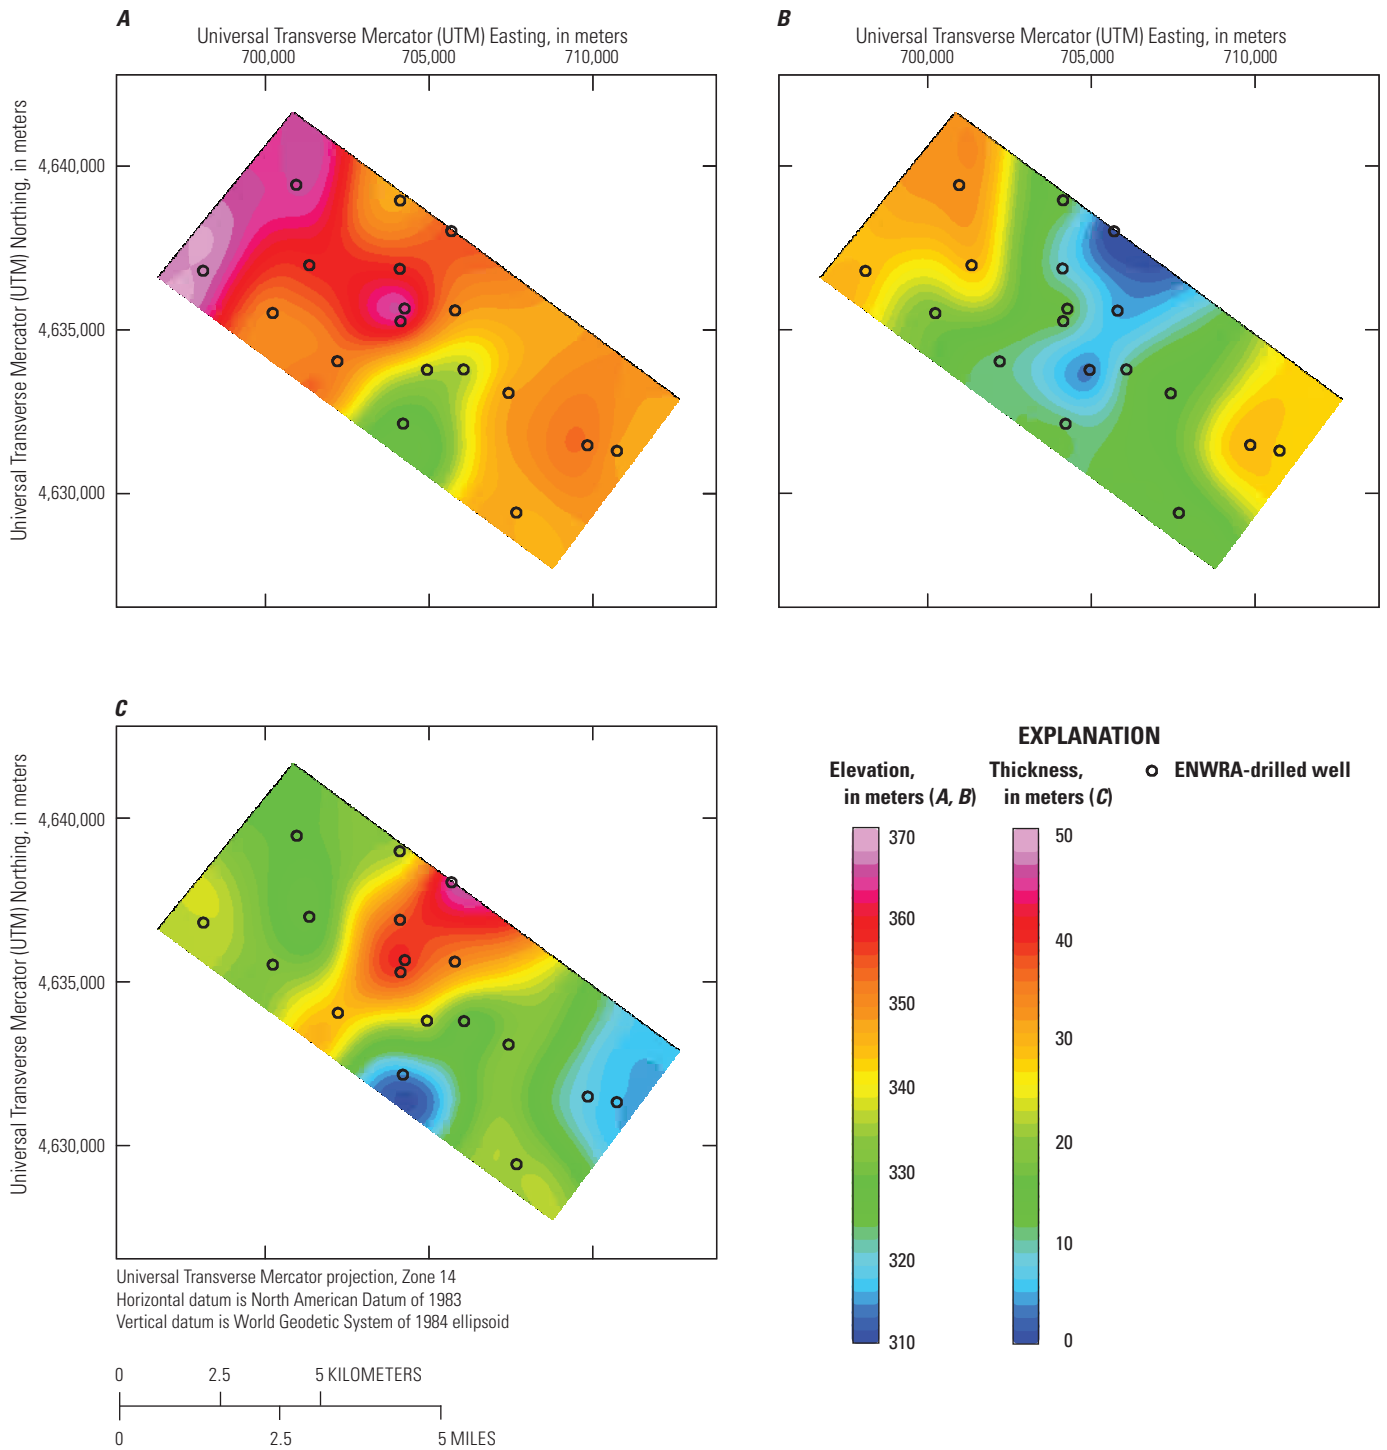 A
Universal Transverse Mercator (UTM) Easting, in meters
700,000 705,000 710,000
Universal Transverse Mercator (UTM) Northing, in meters
4,640,000
4,635,000
4,630,000
B
Universal Transverse Mercator (UTM) Easting, in meters
700,000 705,000 710,000
C
Universal Transverse Mercator (UTM) Northing, in meters
4,640,000
4,635,000
4,630,000
Universal Transverse Mercator projection, Zone 14
Horizontal datum is North American Datum of 1983
Vertical datum is World Geodetic System of 1984 ellipsoid
0 2.5 5 KILOMETERS
0 2.5 5 MILES
EXPLANATION
Elevation,
in meters (A, B)
370
360
350
340
330
320
310
Thickness,
in meters (C)
50
40
30
20
10
0
ENWRA-drilled well